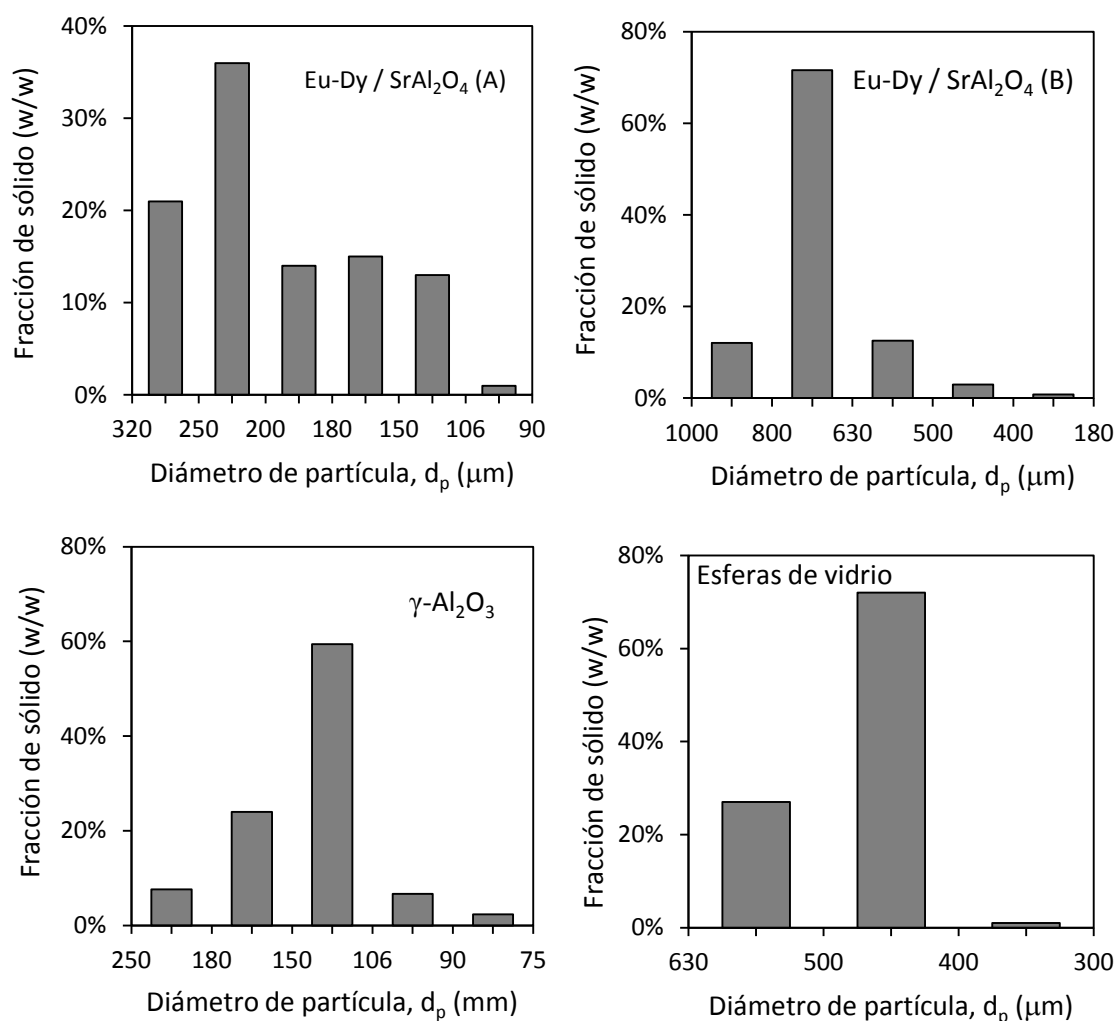 40%
30%
20%
10%
0%
Fracción de sólido (w/w)
Eu-Dy / SrAl₂O₄ (A)
320 250 200 180 150 106 90
Diámetro de partícula, dₚ (μm)
80%
60%
40%
20%
0%
Fracción de sólido (w/w)
Eu-Dy / SrAl₂O₄ (B)
1000 800 630 500 400 180
Diámetro de partícula, dₚ (μm)
80%
60%
40%
20%
0%
Fracción de sólido (w/w)
γ-Al₂O₃
250 180 150 106 90 75
Diámetro de partícula, dₚ (mm)
80%
60%
40%
20%
0%
Fracción de sólido (w/w)
Esferas de vidrio
630 500 400 300
Diámetro de partícula, dₚ (μm)